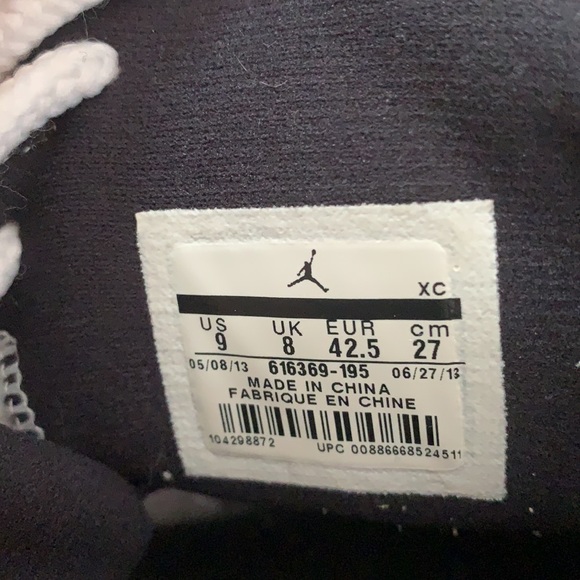 XC
US UK EUR cm
9 8 42.5 27
05/08/13 616369-195 06/27/13
MADE IN CHINA
FABRIQUE EN CHINE
104298872 UPC 00886668524511